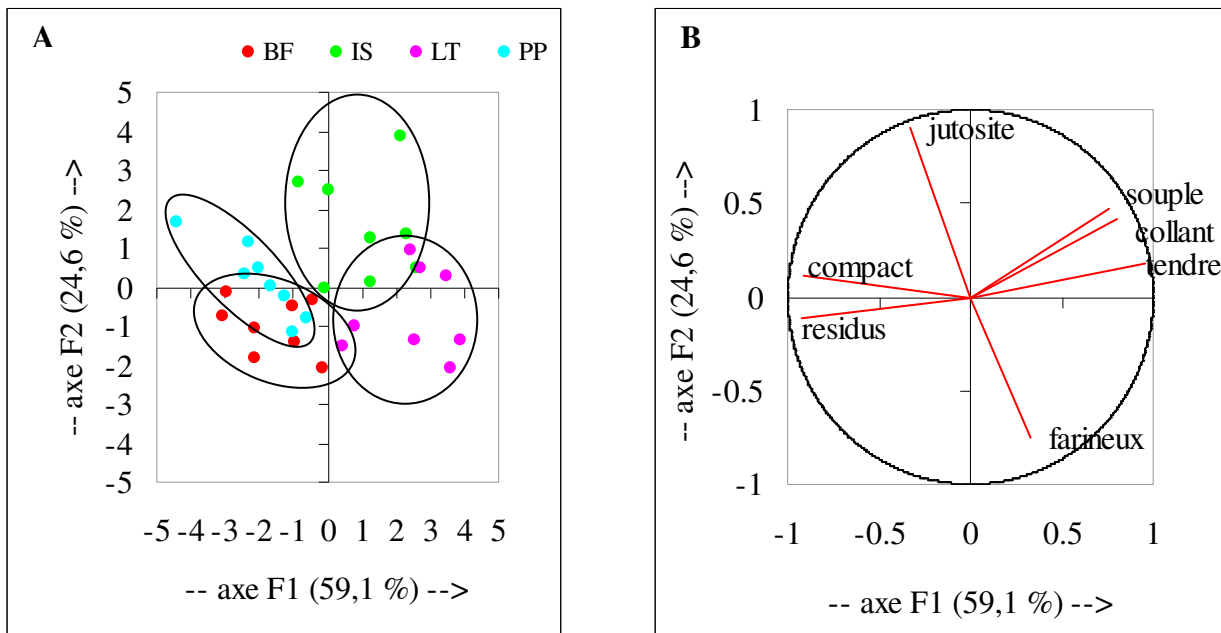 A
BF IS LT PP
5
4
3
2
1
0
-1
-2
-3
-4
-5
-5 -4 -3 -2 -1 0 1 2 3 4 5
-- axe F1 (59,1 %) -->
-- axe F2 (24,6 %) -->
B
1
0.5
0
-0.5
-1
jutosite
souple
collant
tendre
compact
residus
farineux
-1 -0.5 0 0.5 1
-- axe F1 (59,1 %) -->
-- axe F2 (24,6 %) -->